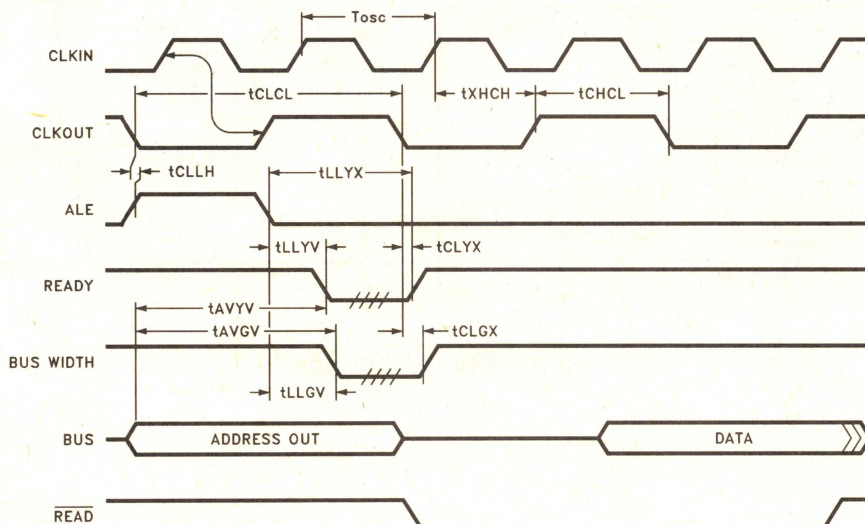 Tosc
CLKIN
tCLCL
tXHCH
tCHCL
CLKOUT
tCLLH
tLLYX
ALE
tLLYV
tCLYX
READY
tAVYV
tAVGV
tCLGX
BUS WIDTH
tLLGV
BUS
ADDRESS OUT
DATA
READ